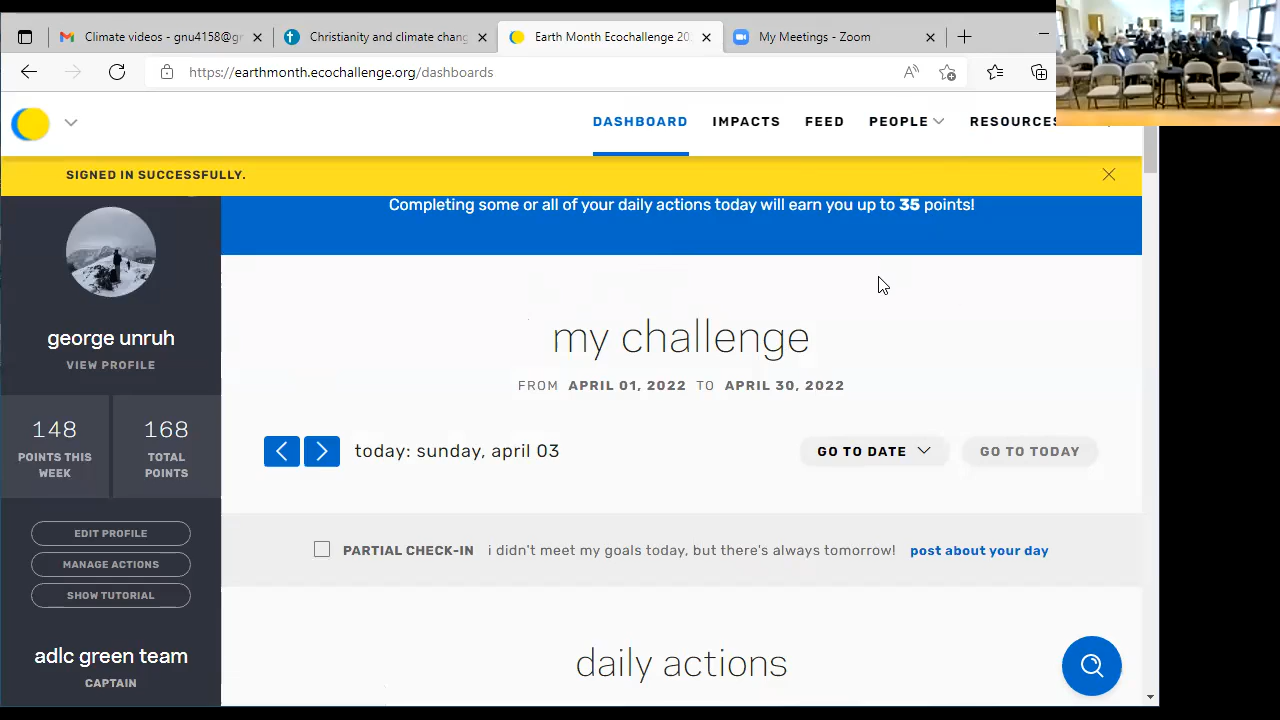 Climate videos - gnu4158@gr
Christianity and climate chang
Earth Month Ecochallenge 20
My Meetings - Zoom
https://earthmonth.ecochallenge.org/dashboards
DASHBOARD IMPACTS FEED PEOPLE RESOURCES
SIGNED IN SUCCESSFULLY.
Completing some or all of your daily actions today will earn you up to 35 points!
george unruh
VIEW PROFILE
148 POINTS THIS WEEK
168 TOTAL POINTS
EDIT PROFILE
MANAGE ACTIONS
SHOW TUTORIAL
adlc green team
CAPTAIN
my challenge
FROM APRIL 01, 2022 TO APRIL 30, 2022
today: sunday, april 03
GO TO DATE
GO TO TODAY
PARTIAL CHECK-IN i didn't meet my goals today, but there's always tomorrow! post about your day
daily actions